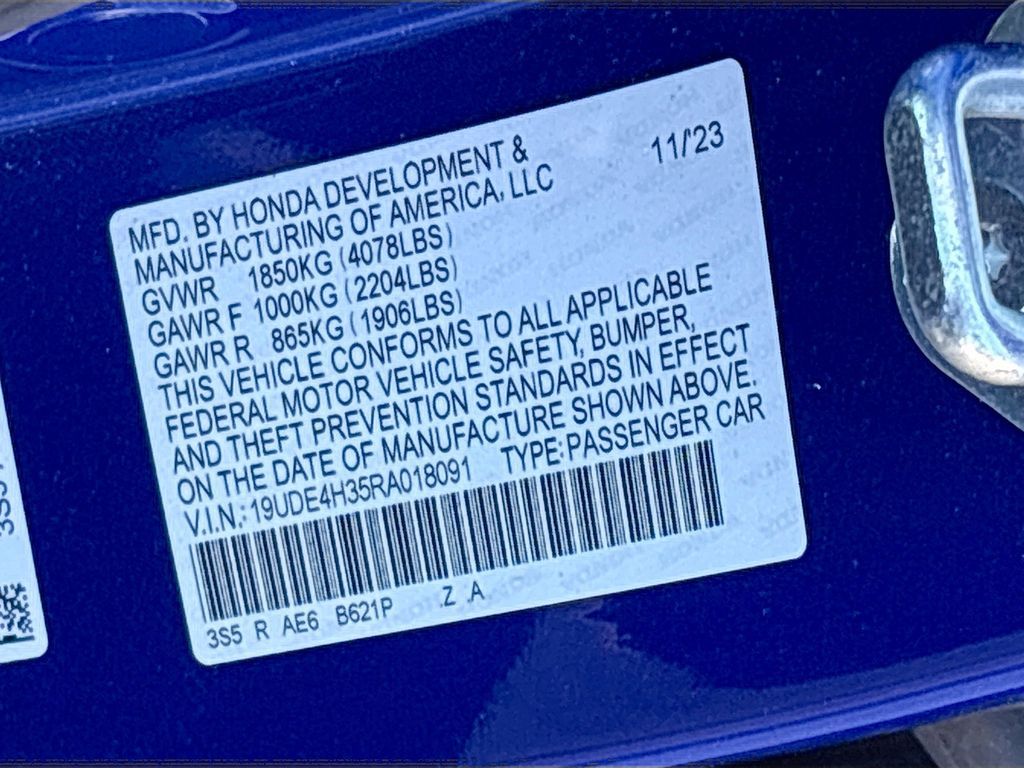 MFD. BY HONDA DEVELOPMENT &
MANUFACTURING OF AMERICA, LLC
11/'23
GVWR 1850KG (4078LBS)
GAWR F 1000KG (2204LBS)
GAWR R 865KG (1906LBS)
THIS VEHICLE CONFORMS TO ALL APPLICABLE
FEDERAL MOTOR VEHICLE SAFETY, BUMPER,
AND THEFT PREVENTION STANDARDS IN EFFECT
ON THE DATE OF MANUFACTURE SHOWN ABOVE.
V.I.N.: 19UDE4H35RA018091 TYPE:PASSENGER CAR
3S5 R AE6 B621P .Z .A